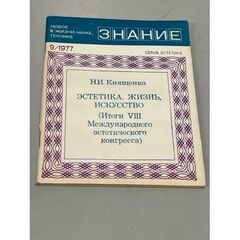 НОВОЕ
В ЖИЗНИ, НАУКЕ,
ТЕХНИКЕ
ЗНАНИЕ
9/1977
СЕРИЯ ЭСТЕТИКА
Н.И. Киященко
ЭСТЕТИКА, ЖИЗНЬ,
ИСКУССТВО
(Итоги VIII
Международного
эстетического
конгресса)